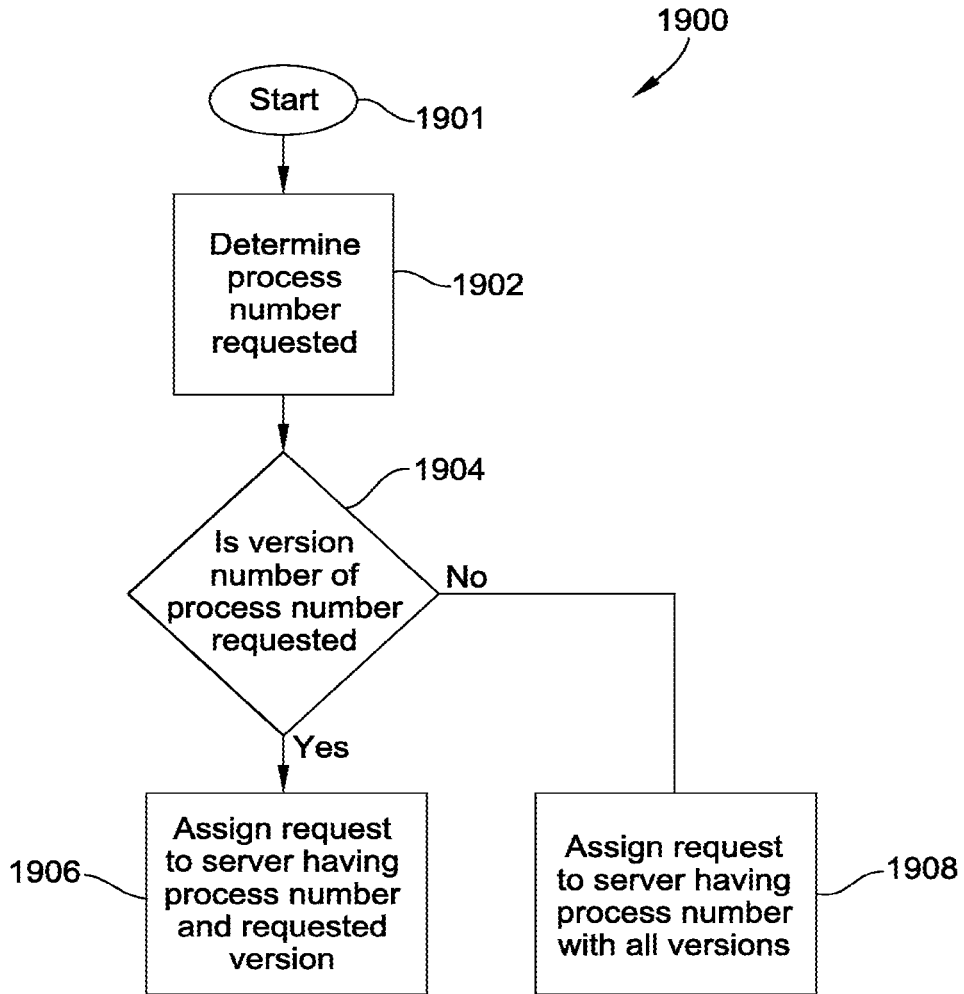 1900
Start
1901
Determine
process
number
requested
1902
1904
Is version
number of
process number
requested
No
Yes
1906
Assign request
to server having
process number
and requested
version
Assign request
to server having
process number
with all versions
1908